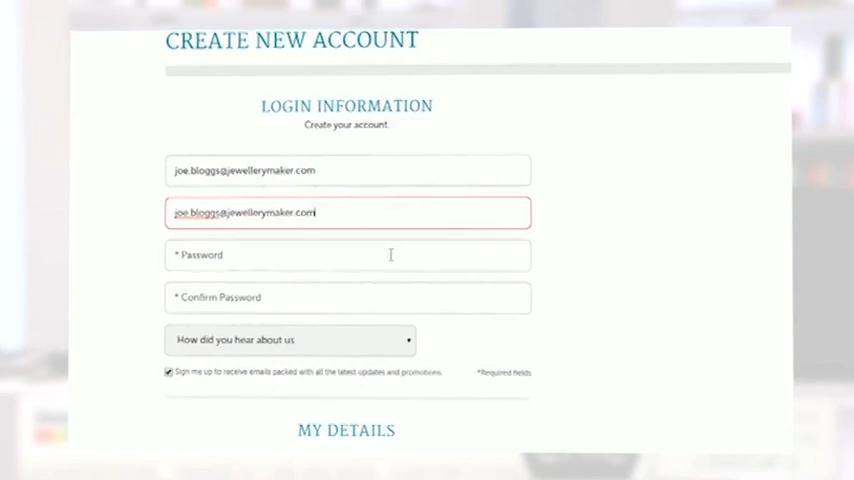 CREATE NEW ACCOUNT
LOGIN INFORMATION
Create your account.
joe.bloggs@jewellerymaker.com
joe.bloggs@jewellerymaker.com
* Password
* Confirm Password
How did you hear about us
Sign me up to receive emails packed with all the latest updates and promotions.
*Required fields
MY DETAILS